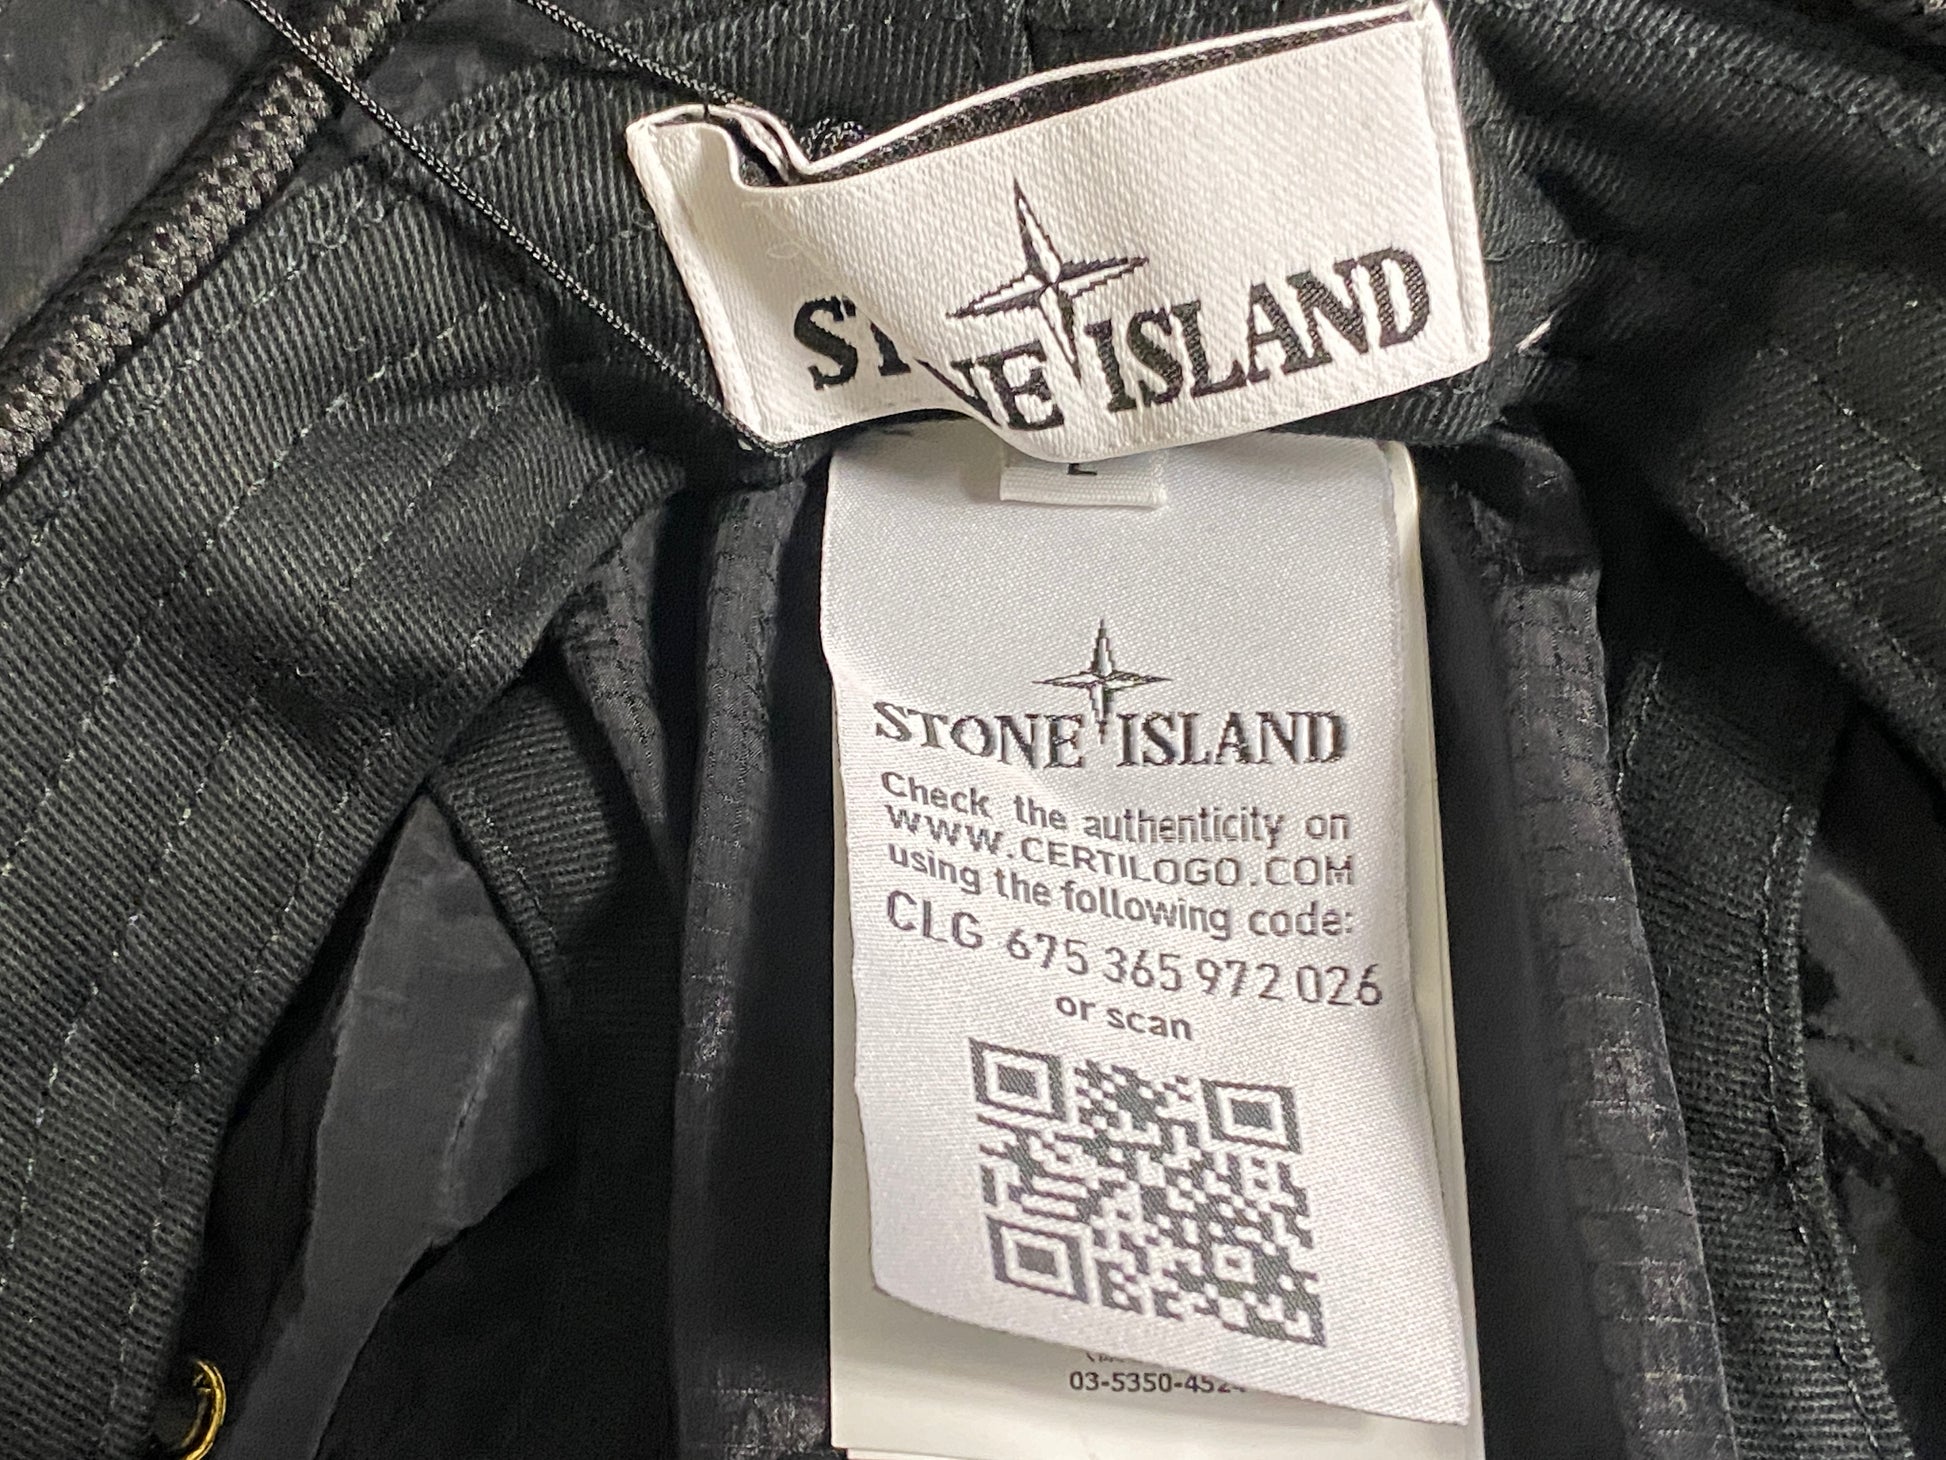 STONE ISLAND
L
STONE ISLAND
Check the authenticity on
WWW.CERTILOGO.COM
using the following code:
CLG 675 365 972 026
or scan
03-5350-4524